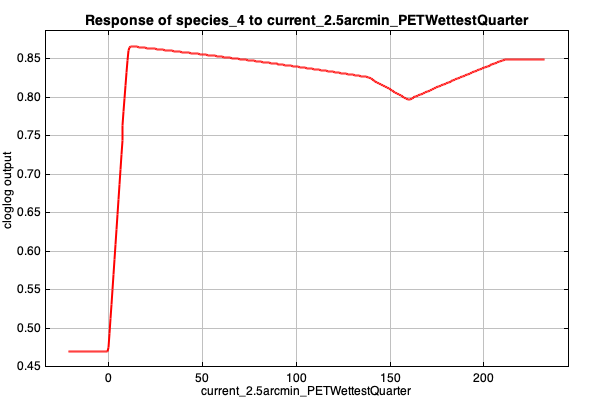 Response of species_4 to current_2.5arcmin_PETWettestQuarter
cloglog output
0.85
0.80
0.75
0.70
0.65
0.60
0.55
0.50
0.45
0 50 100 150 200
current_2.5arcmin_PETWettestQuarter